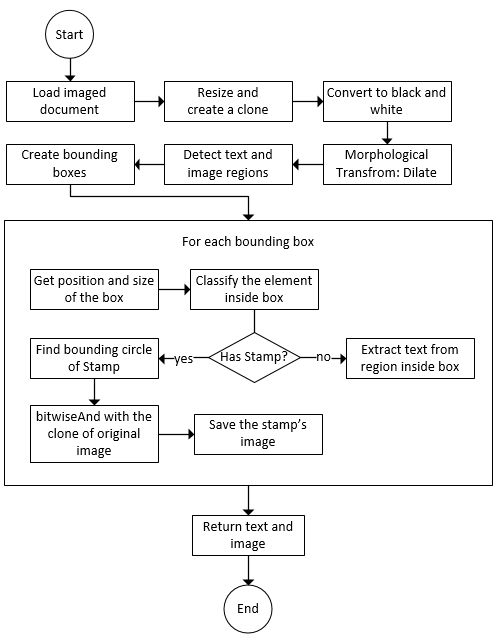 Start
Load imaged
document
Resize and
create a clone
Convert to black and
white
Morphological
Transfrom: Dilate
Detect text and
image regions
Create bounding
boxes
For each bounding box
Get position and size
of the box
Classify the element
inside box
Has Stamp?
yes
no
Find bounding circle
of Stamp
Extract text from
region inside box
bitwiseAnd with the
clone of original
image
Save the stamp's
image
Return text and
image
End